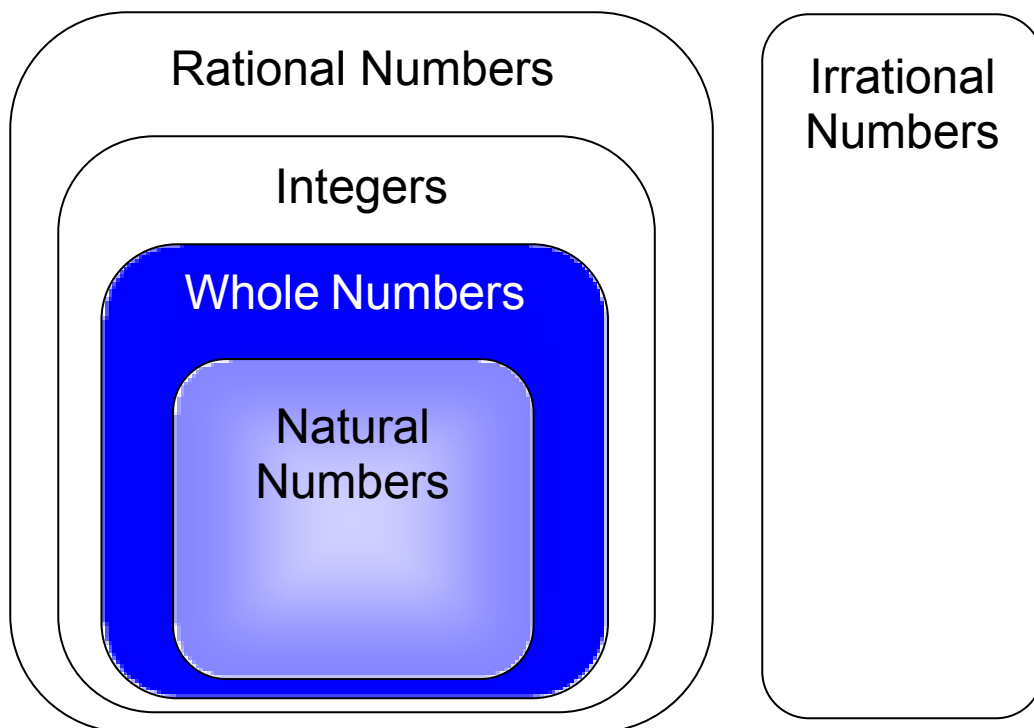 Rational Numbers
Irrational
Numbers
Integers
Whole Numbers
Natural
Numbers